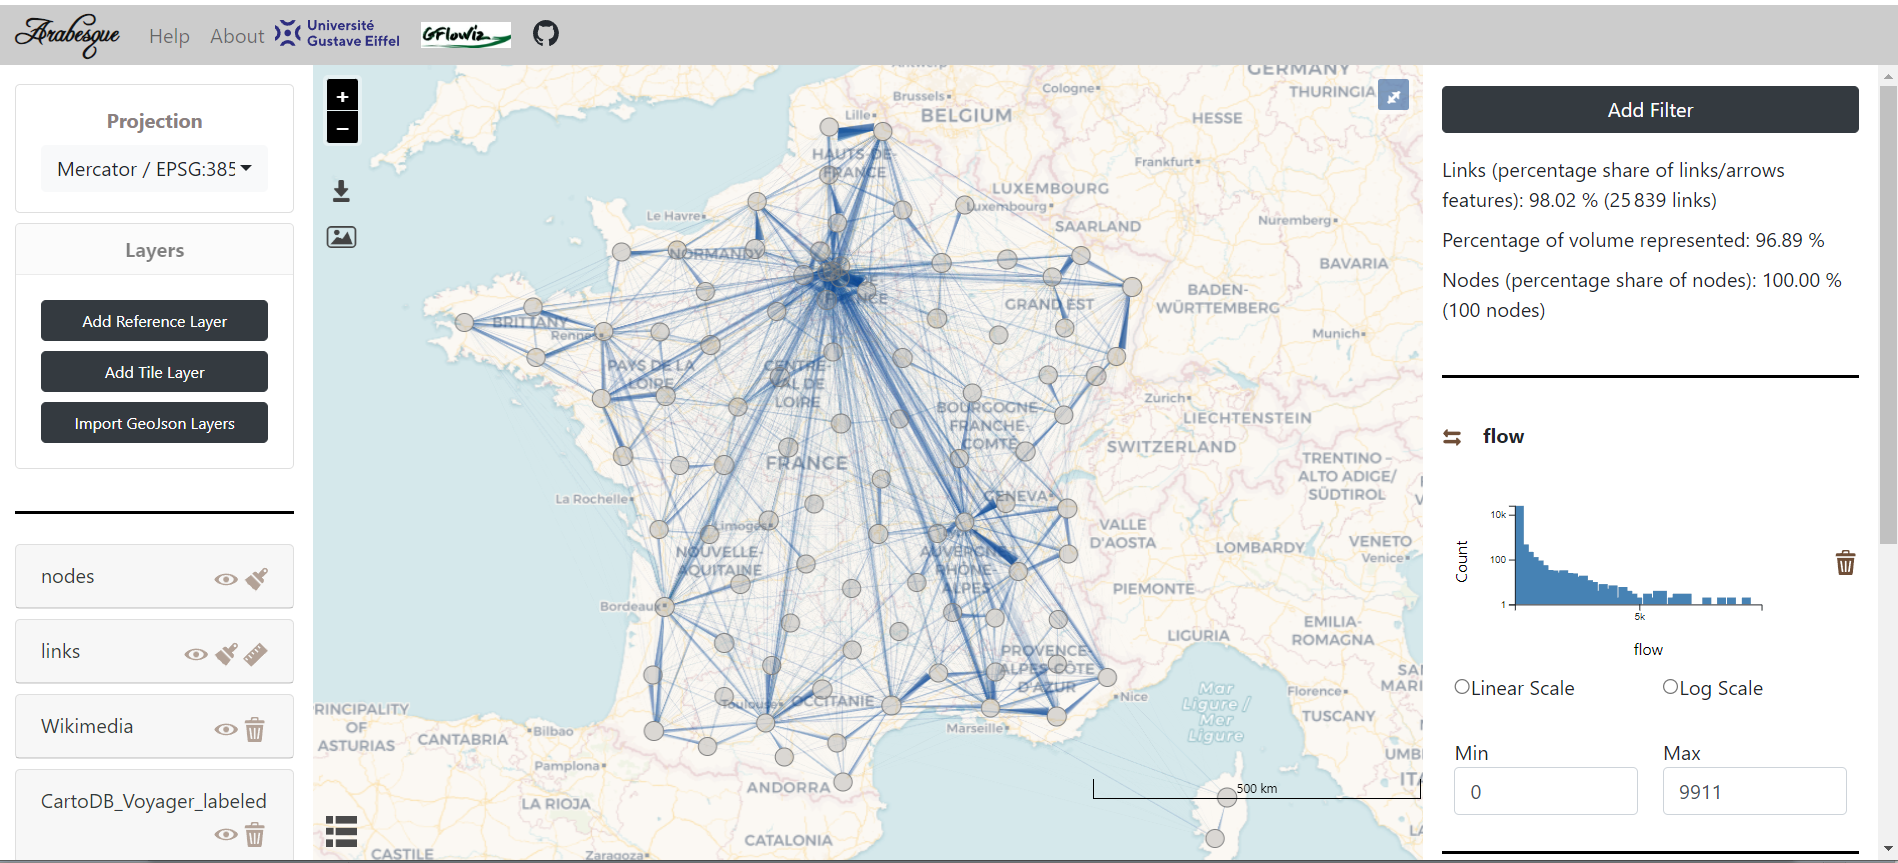 Arabesque
Help
About
Université
Gustave Eiffel
GFlowiz
Projection
Mercator / EPSG:385
Layers
Add Reference Layer
Add Tile Layer
Import GeoJson Layers
nodes
links
Wikimedia
CartoDB_Voyager_labeled
+
−
GERMANY
THURINGIA
Antwerp
Brussels
Cologne
Lille
BELGIUM
HESSE
HAUTS-DE-
FRANCE
Frankfurt
LUXEMBOURG
Luxembourg
Le Havre
SAARLAND
Nuremberg
NORMANDY
BAVARIA
GRAND EST
FRANCE
BADEN-
WÜRTTEMBERG
BRITTANY
Rennes
Munich
PAYS DE LA
LOIRE
CENTRE-
VAL DE
LOIRE
Zürich
BOURGOGNE-
FRANCHE-
COMTÉ
LIECHTENSTEIN
SWITZERLAND
FRANCE
TRENTINO -
ALTO ADIGE/
SÜDTIROL
La Rochelle
GENEVA
Limoges
VALLE
D'AOSTA
LOMBARDY
VENETO
Venice
NOUVELLE-
AQUITAINE
AUVERGNE-
RHÔNE-
ALPES
PIEMONTE
Bordeaux
LIGURIA
EMILIA-
ROMAGNA
PROVENCE-
ALPES-CÔTE
D'AZUR
Nice
Toulouse
OCCITANIE
Marseille
Mar
Ligure /
Mer
Ligure
Florence
TUSCANY
SAN
MARI
PRINCIPALITY
OF
ASTURIAS
CANTABRIA
Bilbao
Pamplona
LA RIOJA
ANDORRA
UMB
ITA
500 km
CATALONIA
CASTILE
Zaragoza
LA
Add Filter
Links (percentage share of links/arrows
features): 98.02 % (25 839 links)
Percentage of volume represented: 96.89 %
Nodes (percentage share of nodes): 100.00 %
(100 nodes)
flow
10k
100
1
Count
5k
flow
Linear Scale
Log Scale
Min
Max
0
9911